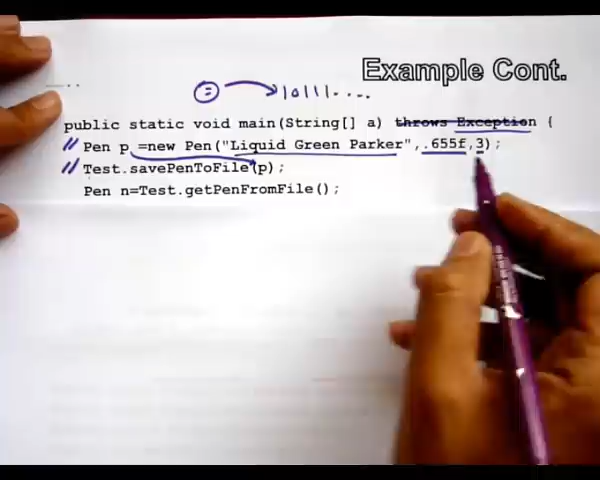 Example Cont.
= 10111....
public static void main(String[] a) throws Exception {
// Pen p =new Pen("Liquid Green Parker",.655f,3);
// Test.savePenToFile(p);
Pen n=Test.getPenFromFile();